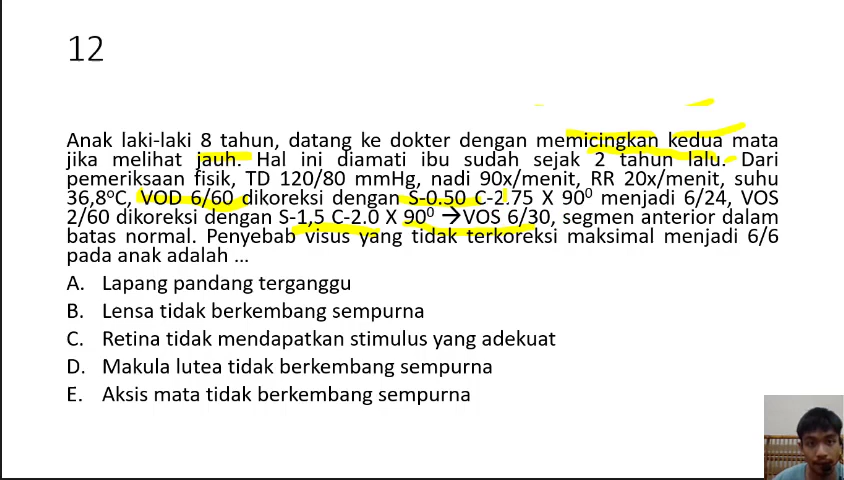 12
Anak laki-laki 8 tahun, datang ke dokter dengan memicingkan kedua mata
jika melihat jauh. Hal ini diamati ibu sudah sejak 2 tahun lalu. Dari
pemeriksaan fisik, TD 120/80 mmHg, nadi 90x/menit, RR 20x/menit, suhu
36,8⁰C, VOD 6/60 dikoreksi dengan S-0.50 C-2.75 X 90⁰ menjadi 6/24, VOS
2/60 dikoreksi dengan S-1,5 C-2.0 X 90⁰ →VOS 6/30, segmen anterior dalam
batas normal. Penyebab visus yang tidak terkoreksi maksimal menjadi 6/6
pada anak adalah ...
A. Lapang pandang terganggu
B. Lensa tidak berkembang sempurna
C. Retina tidak mendapatkan stimulus yang adekuat
D. Makula lutea tidak berkembang sempurna
E. Aksis mata tidak berkembang sempurna